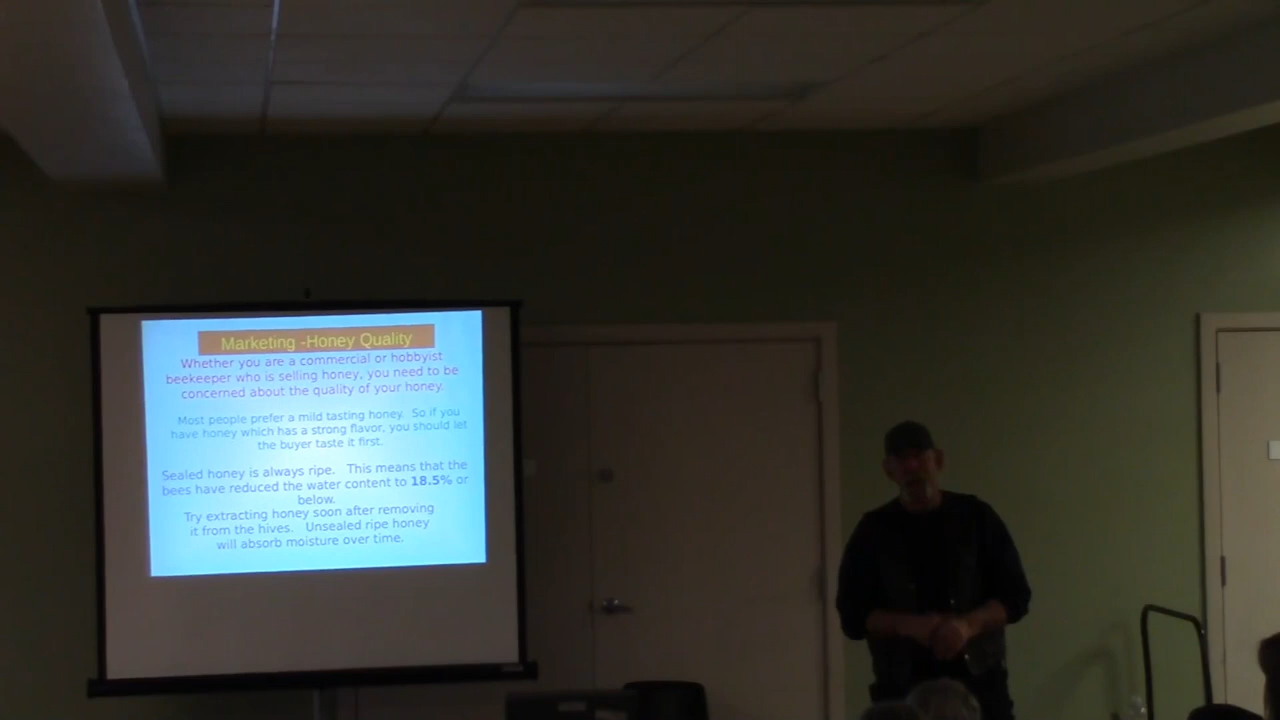 Marketing -Honey Quality
Whether you are a commercial or hobbyist
beekeeper who is selling honey, you need to be
concerned about the quality of your honey.
Most people prefer a mild tasting honey. So if you
have honey which has a strong flavor, you should let
the buyer taste it first.
Sealed honey is always ripe. This means that the
bees have reduced the water content to 18.5% or
below.
Try extracting honey soon after removing
it from the hives. Unsealed ripe honey
will absorb moisture over time.